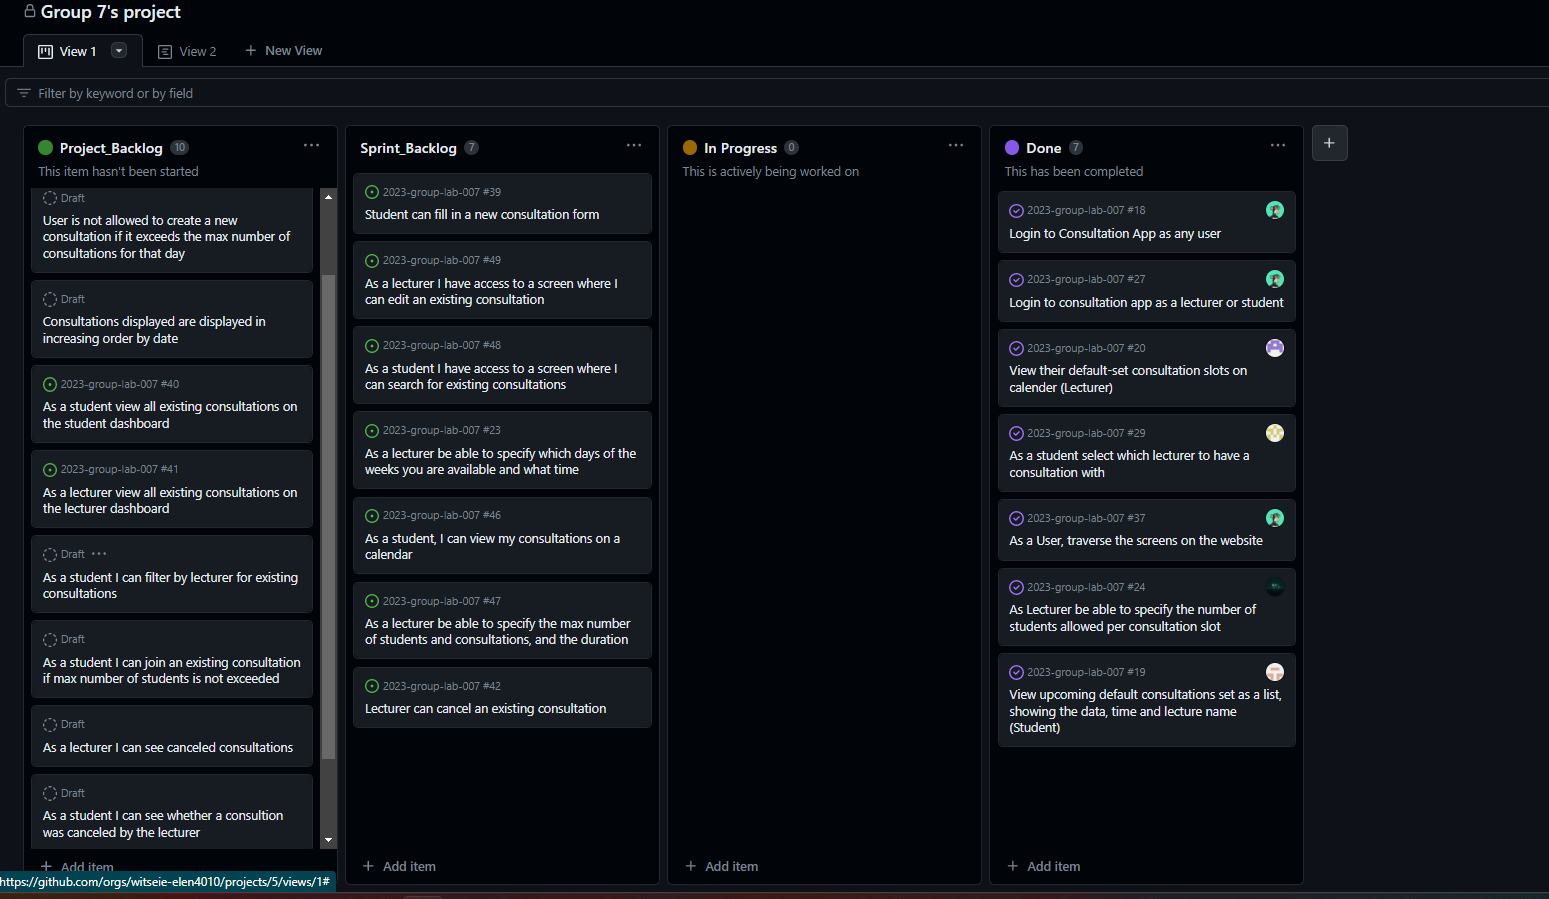 Group 7's project
View 1
View 2
New View
Filter by keyword or by field
Project_Backlog 10
This item hasn't been started
Draft
User is not allowed to create a new
consultation if it exceeds the max number of
consultations for that day
Draft
Consultations displayed are displayed in
increasing order by date
2023-group-lab-007 #40
As a student view all existing consultations on
the student dashboard
2023-group-lab-007 #41
As a lecturer view all existing consultations on
the lecturer dashboard
Draft
As a student I can filter by lecturer for existing
consultations
Draft
As a student I can join an existing consultation
if max number of students is not exceeded
Draft
As a lecturer I can see canceled consultations
Draft
As a student I can see whether a consultion
was canceled by the lecturer
Add item
Sprint_Backlog 7
2023-group-lab-007 #39
Student can fill in a new consultation form
2023-group-lab-007 #49
As a lecturer I have access to a screen where I
can edit an existing consultation
2023-group-lab-007 #48
As a student I have access to a screen where I
can search for existing consultations
2023-group-lab-007 #23
As a lecturer be able to specify which days of the
weeks you are available and what time
2023-group-lab-007 #46
As a student, I can view my consultations on a
calendar
2023-group-lab-007 #47
As a lecturer be able to specify the max number
of students and consultations, and the duration
2023-group-lab-007 #42
Lecturer can cancel an existing consultation
Add item
In Progress 0
This is actively being worked on
Add item
Done 7
This has been completed
2023-group-lab-007 #18
Login to Consultation App as any user
2023-group-lab-007 #27
Login to consultation app as a lecturer or student
2023-group-lab-007 #20
View their default-set consultation slots on
calender (Lecturer)
2023-group-lab-007 #29
As a student select which lecturer to have a
consultation with
2023-group-lab-007 #37
As a User, traverse the screens on the website
2023-group-lab-007 #24
As Lecturer be able to specify the number of
students allowed per consultation slot
2023-group-lab-007 #19
View upcoming default consultations set as a list,
showing the data, time and lecture name
(Student)
Add item
https://github.com/orgs/witseie-elen4010/projects/5/views/1#